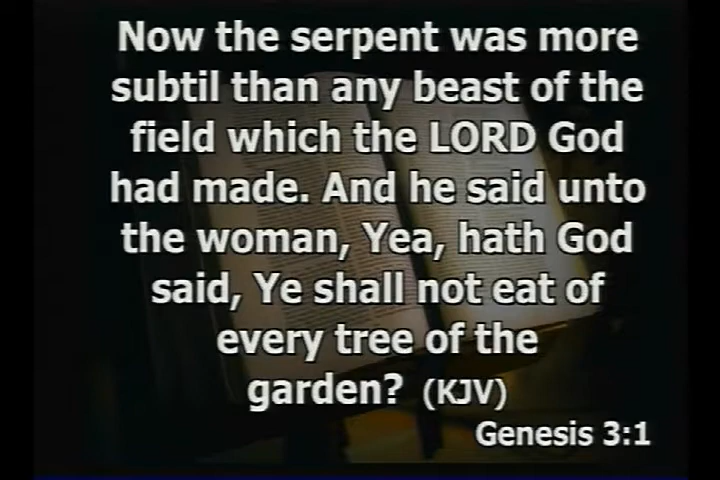 Now the serpent was more
subtil than any beast of the
field which the LORD God
had made. And he said unto
the woman, Yea, hath God
said, Ye shall not eat of
every tree of the
garden? (KJV)
Genesis 3:1